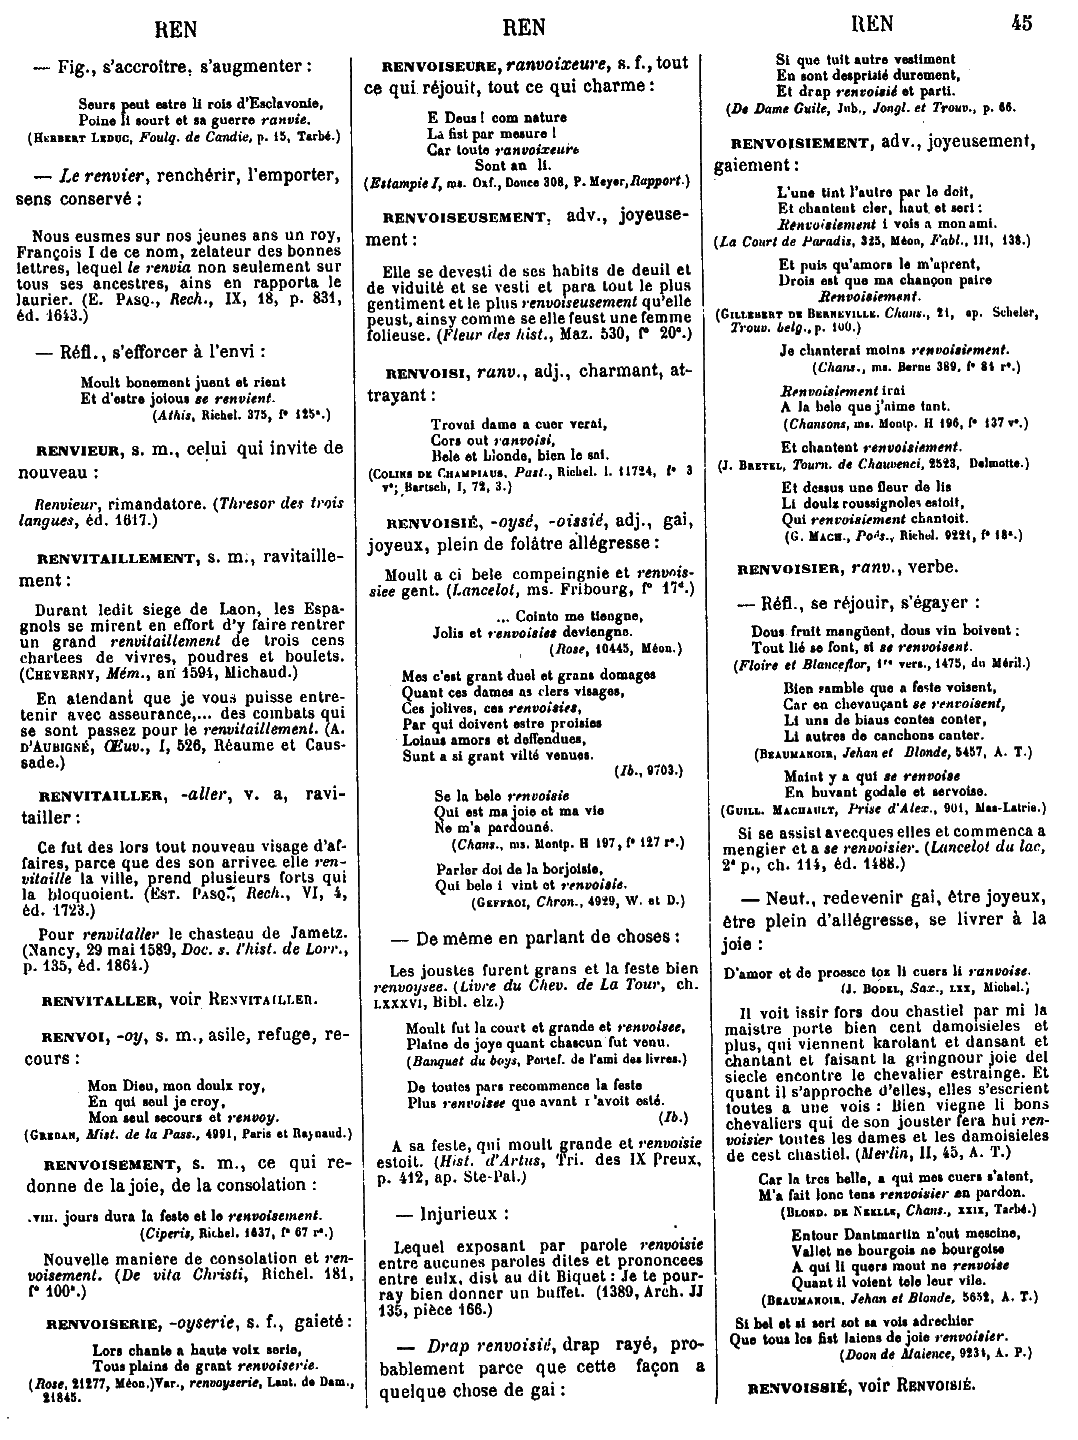 REN
REN
REN 45
— Fig., s'accroître, s'augmenter :
Seurs peut estre li rois d'Esclavonie,
Poine li sourt et sa guerre ranvie.
(HERBERT LEDUC, Foulq. de Candie, p. 15, Tarbé.)
— Le renvier, renchérir, l'emporter,
sens conservé :
Nous eusmes sur nos jeunes ans un roy,
François I de ce nom, zelateur des bonnes
lettres, lequel le renvia non seulement sur
tous ses ancestres, ains en rapporta le
laurier. (E. PASQ., Rech., IX, 18, p. 831,
éd. 1643.)
— Réfl., s'efforcer à l'envi :
Moult bonement juent et rient
Et d'estre joious se renvient.
(Athis, Richel. 375, f° 125ª.)
RENVIEUR, s. m., celui qui invite de
nouveau :
Renvieur, rimandatore. (Thresor des trois
langues, éd. 1617.)
RENVITAILLEMENT, s. m., ravitaille-
ment :
Durant ledit siege de Laon, les Espa-
gnols se mirent en effort d'y faire rentrer
un grand renvitaillement de trois cens
chartees de vivres, poudres et boulets.
(CHEVERNY, Mém., an 1594, Michaud.)
En atendant que je vous puisse entre-
tenir avec asseurance,... des combats qui
se sont passez pour le renvitaillement. (A.
D'AUBIGNÉ, Œuv., I, 526, Réaume et Caus-
sade.)
RENVITAILLER, -aller, v. a, ravi-
tailler :
Ce fut des lors tout nouveau visage d'af-
faires, parce que des son arrivee elle ren-
vitaille la ville, prend plusieurs forts qui
la bloquoient. (EST. PASQ., Rech., VI, 4,
éd. 1723.)
Pour renvitaller le chasteau de Jametz.
(Nancy, 29 mai 1589, Doc. s. l'hist. de Lorr.,
p. 135, éd. 1864.)
RENVITALLER, voir RENVITAILLER.
RENVOI, -oy, s. m., asile, refuge, re-
cours :
Mon Dieu, mon doulx roy,
En qui seul je croy,
Mon seul secours et renvoy.
(GREBAN, Mist. de la Pass., 4991, Paris et Raynaud.)
RENVOISEMENT, s. m., ce qui re-
donne de la joie, de la consolation :
.VIII. jours dura la feste et le renvoisement.
(Ciperis, Richel. 1637, f° 67 r°.)
Nouvelle maniere de consolation et ren-
voisement. (De vita Christi, Richel. 181,
f° 100ª.)
RENVOISERIE, -oyserie, s. f., gaieté :
Lors chante a haute voix serie,
Tous plains de grant renvoiserie.
(Rose, 21277, Méon.) Var., renvoyserie, Lant. de Dam.,
21845.
RENVOISEURE, ranvoixeure, s. f., tout
ce qui réjouit, tout ce qui charme :
E Deus ! com nature
La fist par mesure !
Car toute ranvoixeure
Sont an li.
(Estampie I, ms. Oxf., Douce 308, P. Meyer, Rapport.)
RENVOISEUSEMENT, adv., joyeuse-
ment :
Elle se devesti de ses habits de deuil et
de viduité et se vesti et para tout le plus
gentiment et le plus renvoiseusement qu'elle
peust, ainsy comme se elle feust une femme
folieuse. (Fleur des hist., Maz. 530, f° 20ª.)
RENVOISI, ranv., adj., charmant, at-
trayant :
Trovai dame a cuer verai,
Cors out ranvoisi,
Bele et blonde, bien le sai.
(COLINS DE CHAMPIAUS, Past., Richel. l. 11724, f° 3
v°; Bartsch, I, 72, 3.)
RENVOISIÉ, -oysé, -oissié, adj., gai,
joyeux, plein de folâtre allégresse :
Moult a ci bele compeingnie et renvois-
siee gent. (Lancelot, ms. Fribourg, f° 17ᵈ.)
... Cointo me tiengne,
Jolis et renvoisies deviengne.
(Rose, 10445, Méon.)
Mes c'est grant duel et grans domages
Quant ces dames as clers visages,
Ces jolives, ces renvoisies,
Par qui doivent estre proisies
Loiaus amors et deffendues,
Sunt a si grant vilté venues.
(Ib., 9703.)
Se la bele renvoisie
Qui est ma joie et ma vie
Ne m'a pardouné.
(Chans., ms. Montp. H 197, f° 127 r°.)
Parler doi de la borjoisie,
Qui bele i vint et renvoisie.
(GEFFROI, Chron., 4929, W. et D.)
— De même en parlant de choses :
Les joustes furent grans et la feste bien
renvoysee. (Livre du Chev. de La Tour, ch.
LXXXVI, Bibl. elz.)
Moult fut la court et grande et renvoisee,
Plaine de joye quant chascun fut venu.
(Banquet du boys, Portef. de l'ami des livres.)
De toutes pars recommence la feste
Plus renvoisee que avant i'avoit esté.
(Ib.)
A sa feste, qui moult grande et renvoisie
estoit. (Hist. d'Artus, Tri. des IX Preux,
p. 412, ap. Ste-Pal.)
— Injurieux :
Lequel exposant par parole renvoisie
entre aucunes paroles dites et prononcees
entre eulx, dist au dit Biquet : Je te pour-
ray bien donner un buffet. (1389, Arch. JJ
135, pièce 166.)
— Drap renvoisié, drap rayé, pro-
bablement parce que cette façon a
quelque chose de gai :
Si que tuit autre vestiment
En sont desprisié durement,
Et drap renvoisié et parti.
(De Dame Guile, Jub., Jongl. et Trouv., p. 66.
RENVOISIEMENT, adv., joyeusement,
gaiement :
L'une tint l'autre par le doit,
Et chantent cler, haut et seri :
Renvoisiement i vois a mon ami.
(La Court de Paradis, 325, Méon, Fabl., III, 138.)
Et puis qu'amors le m'aprent,
Drois est que ma chançon paire
Renvoisiement.
(GILLEBERT DE BERNEVILLE. Chans., 21, ap. Scheler,
Trouv. belg., p. 100.)
Je chanterai moins renvoisiement.
(Chans., ms. Berne 389, f° 84 r°.)
Renvoisiement irai
A la bele que j'aime tant.
(Chansons, ms. Montp. H 196, f° 137 v°.)
Et chantent renvoisiement.
(J. BRETEL, Tourn. de Chauvenci, 2523, Delmotte.)
Et dessus une fleur de lis
Li doulx roussignoles estoit,
Qui renvoisiement chantoit.
(G. MACH., Poés., Richel. 9221, f° 18ª.)
RENVOISIER, ranv., verbe.
— Réfl., se réjouir, s'égayer :
Dous fruit mangüent, dous vin boivent ;
Tout lié se font, si se renvoisent.
(Floire et Blanceflor, 1ʳᵉ vers., 1475, du Méril.)
Bien samble que a feste voisent,
Car en chevauçant se renvoisent,
Li uns de biaus contes conter,
Li autres de canchons canter.
(BEAUMANOIR, Jehan et Blonde, 5457, A. T.)
Maint y a qui se renvoise
En buvant godale et servoise.
(GUILL. MACHAULT, Prise d'Alex., 901, Mas-Latrie.)
Si se assist avecques elles et commenca a
mengier et a se renvoisier. (Lancelot du lac,
2ᵉ p., ch. 114, éd. 1488.)
— Neut., redevenir gai, être joyeux,
être plein d'allégresse, se livrer à la
joie :
D'amor et de proesce toz li cuers li ranvoise.
(J. BODEL, Sax., LXX, Michel.)
Il voit issir fors dou chastiel par mi la
maistre porte bien cent damoisieles et
plus, qui viennent karolant et dansant et
chantant et faisant la gringnour joie del
siecle encontre le chevalier estrainge. Et
quant il s'approche d'elles, elles s'escrient
toutes a une vois : Bien viegne li bons
chevaliers qui de son jouster fera hui ren-
voisier toutes les dames et les damoisieles
de cest chastiel. (Merlin, II, 45, A. T.)
Car la tres belle, a qui mes cuers s'atent,
M'a fait lonc tens renvoisier en pardon.
(BLOND. DE NEELLE, Chans., XXIX, Tarbé.)
Entour Dantmartin n'out mescine,
Vallet ne bourgois ne bourgoise
A qui li quers mout ne renvoise
Quant il voient tele leur vile.
(BEAUMANOIR, Jehan et Blonde, 5652, A. T.)
Si bel et si seri sot sa vois adrechier
Que tous les fist laiens de joie renvoisier.
(Doon de Maience, 9231, A. P.)
RENVOISSIÉ, voir RENVOISIÉ.